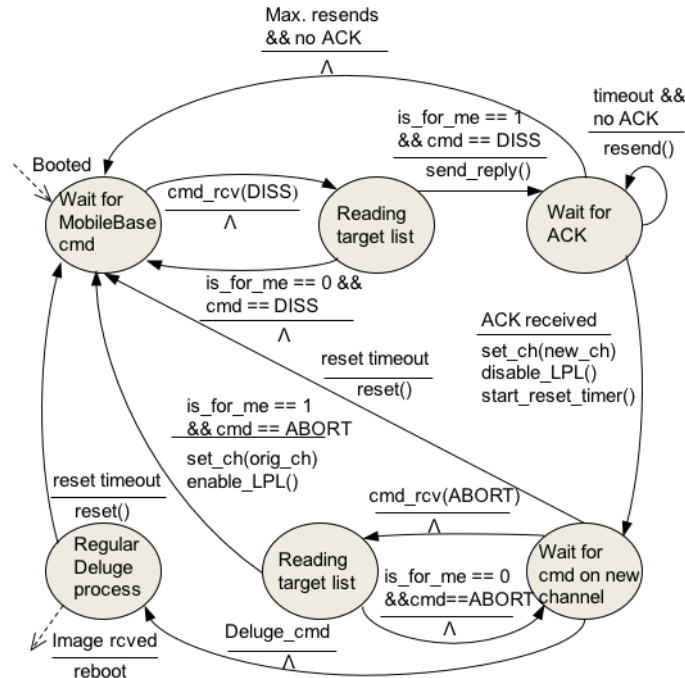 Max. resends
&& no ACK
Λ
timeout &&
no ACK
resend()
is_for_me == 1
&& cmd == DISS
send_reply()
Booted
Wait for
MobileBase
cmd
cmd_rcv(DISS)
Λ
Reading
target list
Wait for
ACK
is_for_me == 0 &&
cmd == DISS
Λ
ACK received
set_ch(new_ch)
disable_LPL()
start_reset_timer()
reset timeout
reset()
is_for_me == 1
&& cmd == ABORT
set_ch(orig_ch)
enable_LPL()
reset timeout
reset()
cmd_rcv(ABORT)
Λ
Regular
Deluge
process
Reading
target list
is_for_me == 0
&&cmd==ABORT
Λ
Wait for
cmd on new
channel
Image rcved
reboot
Deluge_cmd
Λ